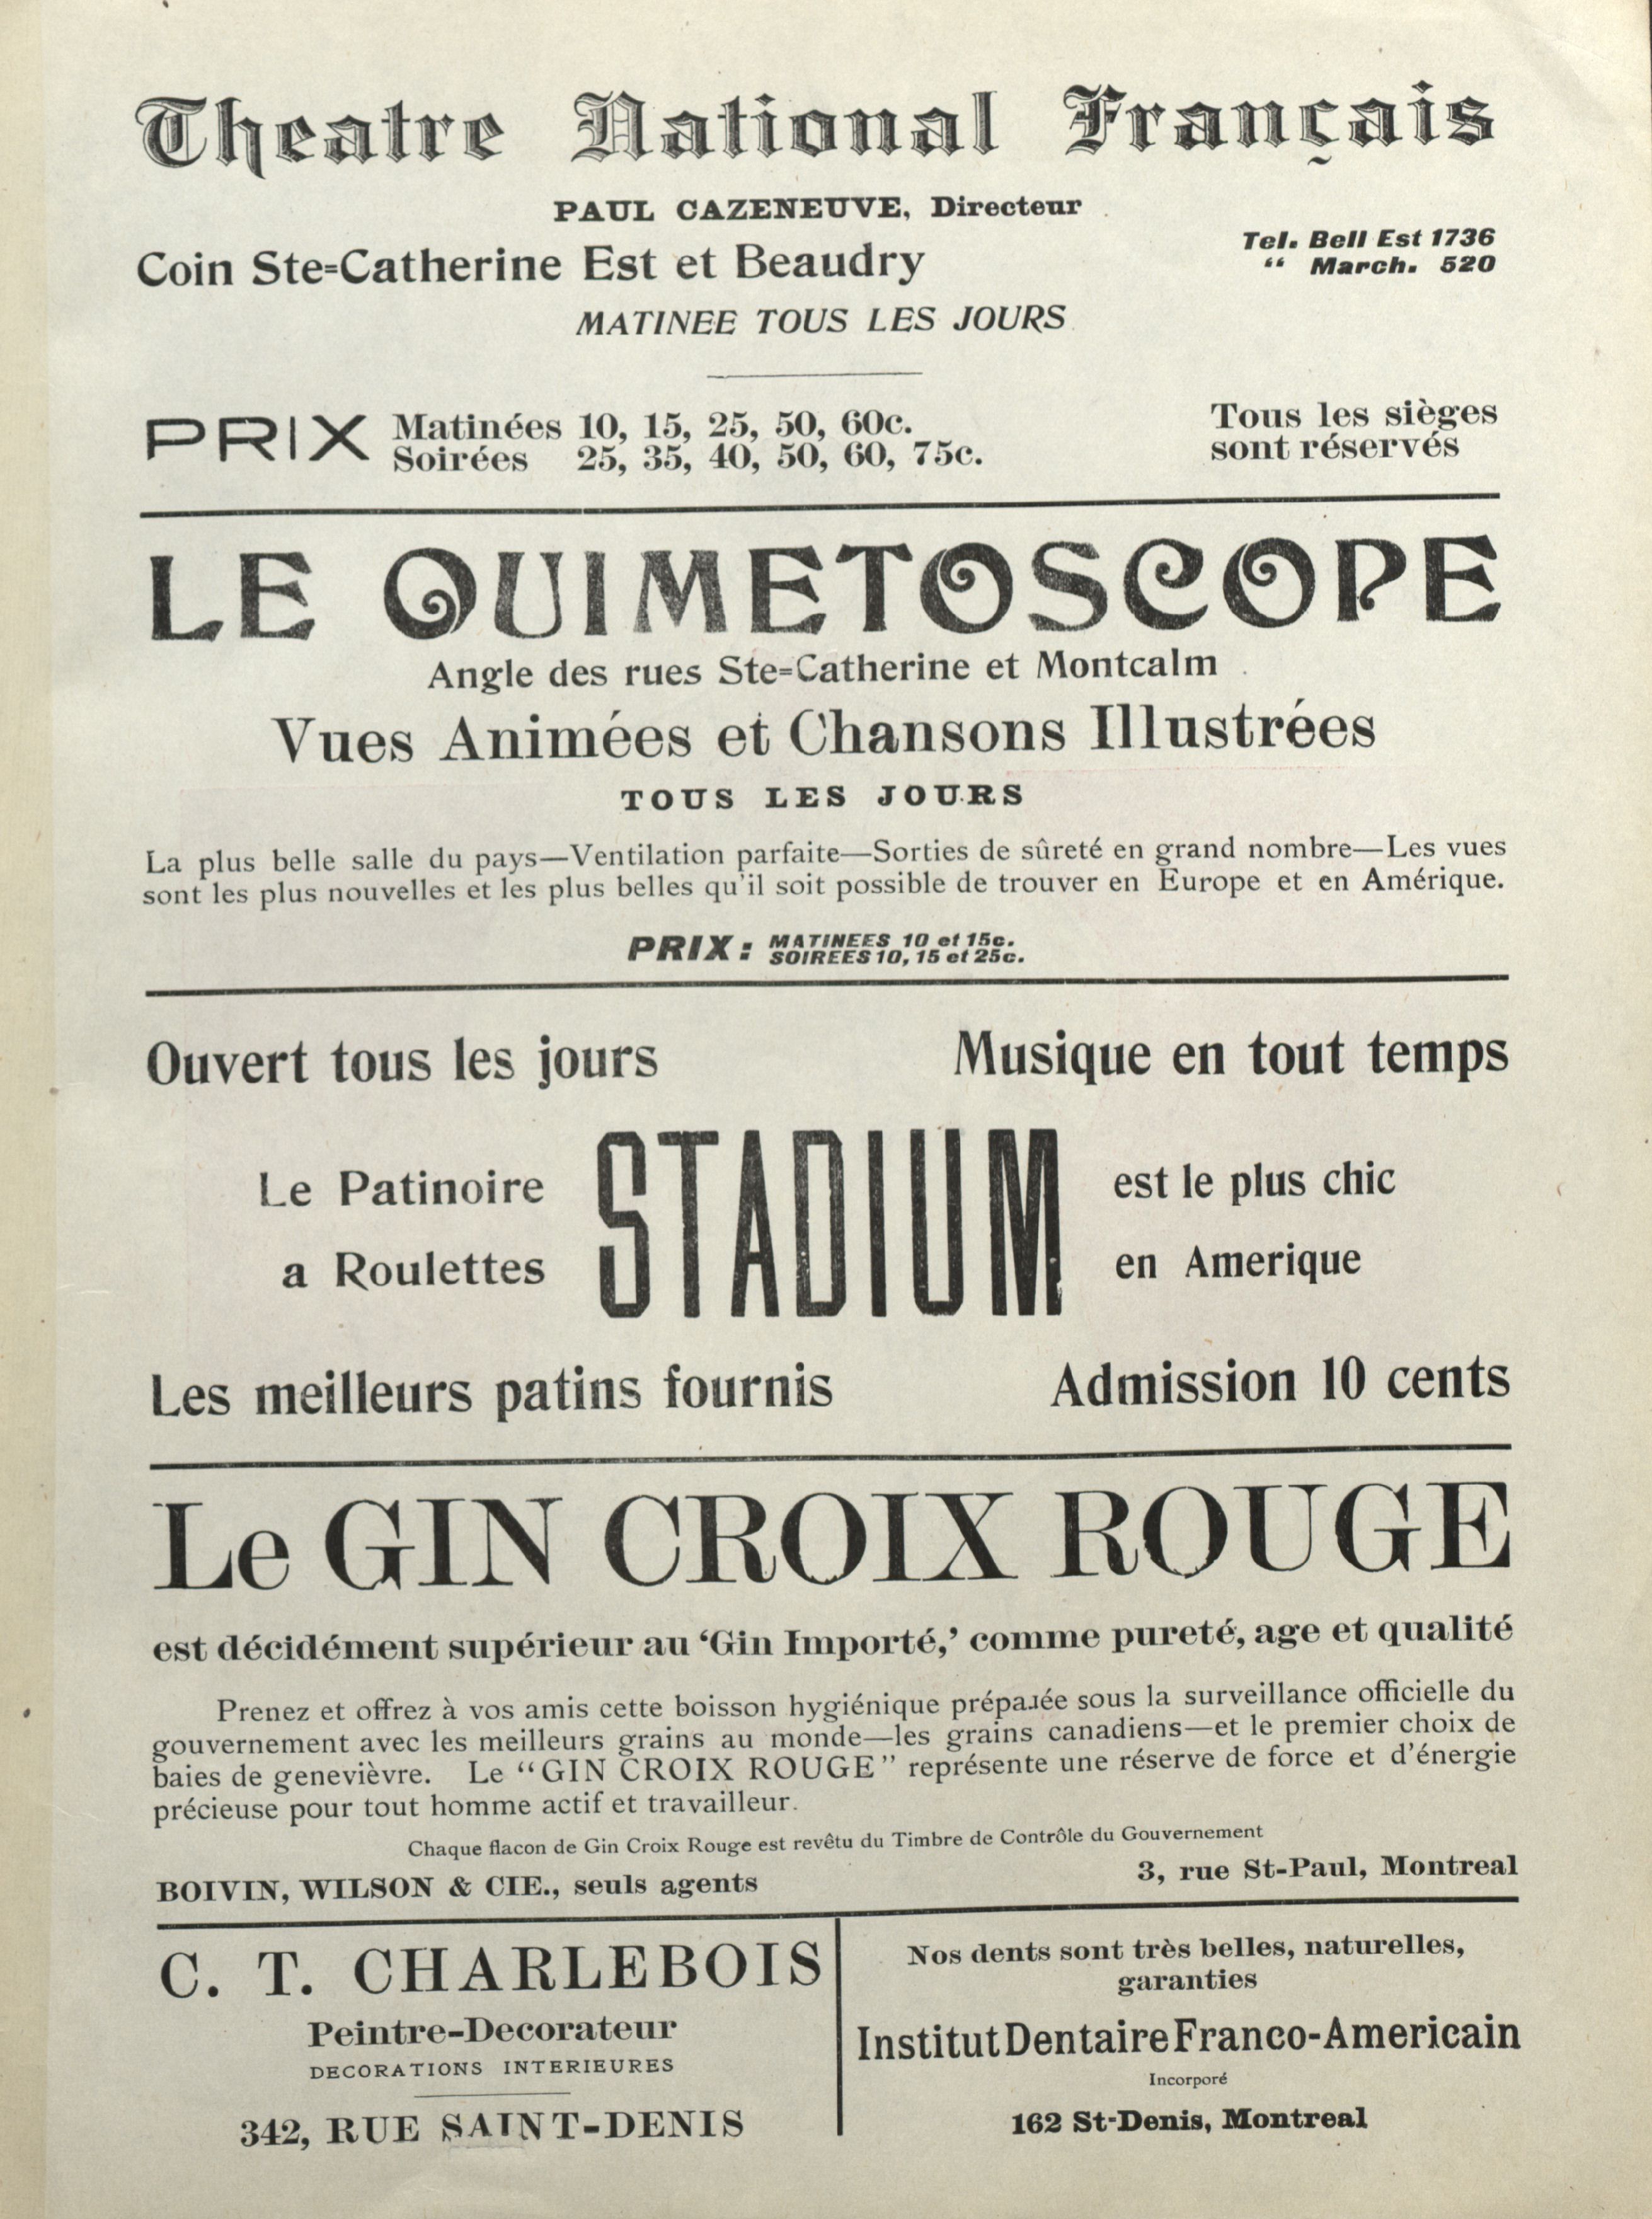 Theatre National Français
PAUL CAZENEUVE, Directeur
Coin Ste-Catherine Est et Beaudry
Tel. Bell Est 1736
“ March. 520
MATINEE TOUS LES JOURS
PRIX
Matinées 10, 15, 25, 50, 60c.
Soirées 25, 35, 40, 50, 60, 75c.
Tous les sièges
sont réservés
LE OUIMETOSCOPE
Angle des rues Ste-Catherine et Montcalm
Vues Animées et Chansons Illustrées
TOUS LES JOURS
La plus belle salle du pays—Ventilation parfaite—Sorties de sûreté en grand nombre—Les vues
sont les plus nouvelles et les plus belles qu'il soit possible de trouver en Europe et en Amérique.
PRIX: MATINEES 10 et 15c.
SOIREES 10, 15 et 25c.
Ouvert tous les jours
Musique en tout temps
Le Patinoire
a Roulettes
STADIUM
est le plus chic
en Amerique
Les meilleurs patins fournis
Admission 10 cents
Le GIN CROIX ROUGE
est décidément supérieur au ‘Gin Importé,’ comme pureté, age et qualité
Prenez et offrez à vos amis cette boisson hygiénique préparée sous la surveillance officielle du
gouvernement avec les meilleurs grains au monde—les grains canadiens—et le premier choix de
baies de genevièvre. Le “GIN CROIX ROUGE” représente une réserve de force et d'énergie
précieuse pour tout homme actif et travailleur.
Chaque flacon de Gin Croix Rouge est revêtu du Timbre de Contrôle du Gouvernement
BOIVIN, WILSON & CIE., seuls agents
3, rue St-Paul, Montreal
C. T. CHARLEBOIS
Peintre-Decorateur
DECORATIONS INTERIEURES
342, RUE SAINT-DENIS
Nos dents sont très belles, naturelles,
garanties
Institut Dentaire Franco-Americain
Incorporé
162 St-Denis, Montreal